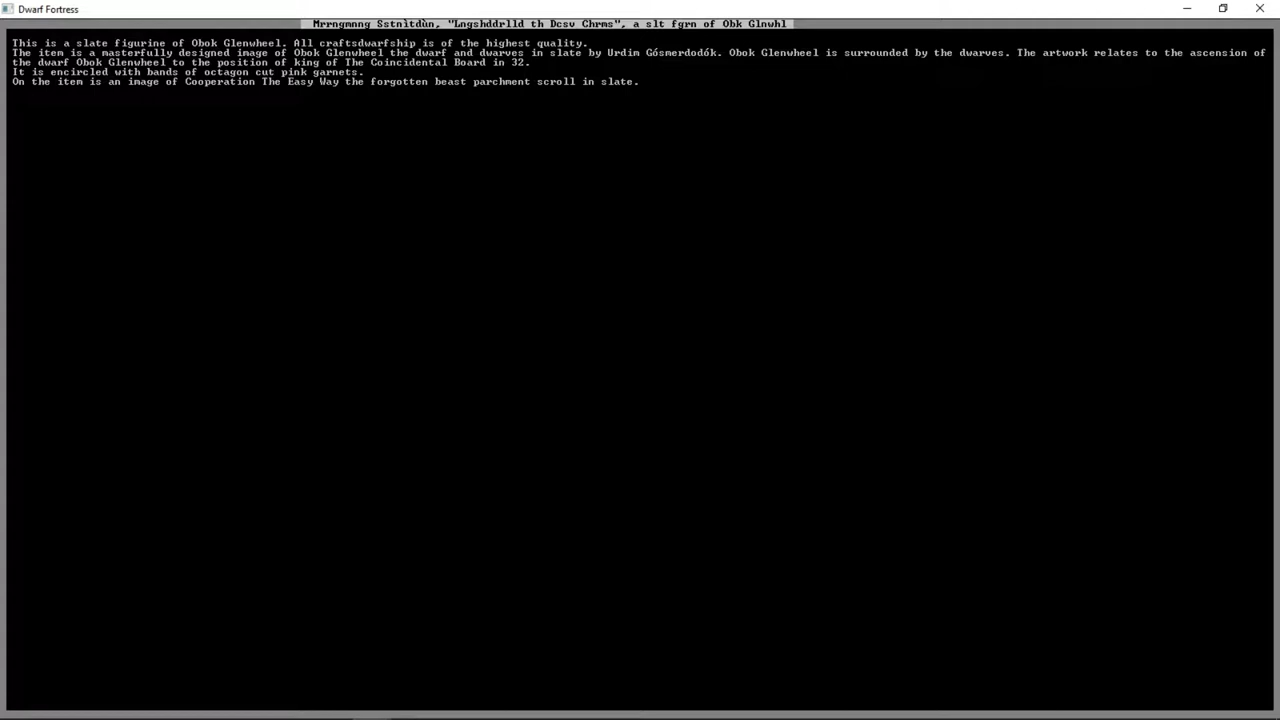 Dwarf Fortress
Mrrngmnng Sstnìtdùn, "Lngshddrlld th Dcsv Chrms", a slt fgrn of Obk Glnwhl
This is a slate figurine of Obok Glenwheel. All craftsdwarfship is of the highest quality.
The item is a masterfully designed image of Obok Glenwheel the dwarf and dwarves in slate by Urdim Gósmerdodók. Obok Glenwheel is surrounded by the dwarves. The artwork relates to the ascension of
the dwarf Obok Glenwheel to the position of king of The Coincidental Board in 32.
It is encircled with bands of octagon cut pink garnets.
On the item is an image of Cooperation The Easy Way the forgotten beast parchment scroll in slate.